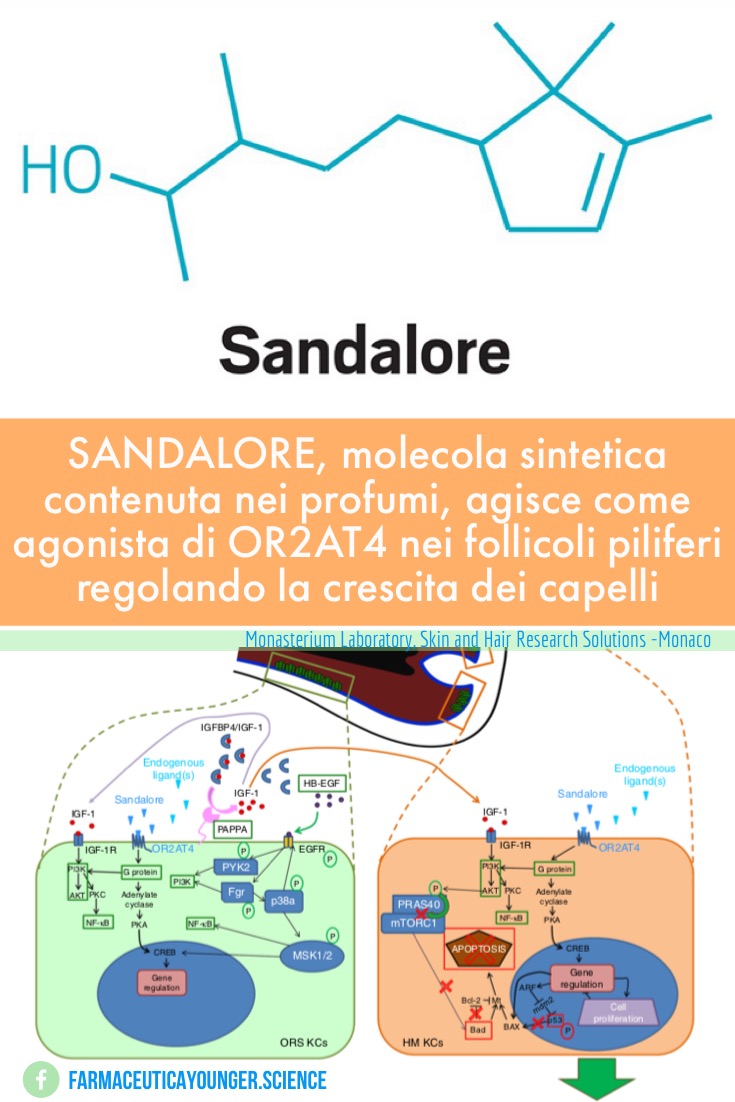 HO
Sandalore
SANDALORE, molecola sintetica
contenuta nei profumi, agisce come
agonista di OR2AT4 nei follicoli piliferi
regolando la crescita dei capelli
Monasterium Laboratory, Skin and Hair Research Solutions -Monaco
IGFBP4/IGF-1
Endogenous
ligand(s)
Sandalore
IGF-1
HB-EGF
IGF-1
PAPPA
IGF-1R
OR2AT4
EGFR
P
P
PI3K
G protein
PYK2
PI3K
Fgr
p38a
P
AKT
PKC
Adenylate
cyclase
NF-κB
PKA
NF-κB
P
MSK1/2
CREB
Gene
regulation
ORS KCs
Endogenous
ligand(s)
Sandalore
IGF-1
IGF-1R
OR2AT4
PI3K
G protein
P
AKT
PKC
Adenylate
cyclase
PRAS40
mTORC1
NF-κB
PKA
APOPTOSIS
CREB
Gene
regulation
ARF
mdm2
Bcl-2
Cell
proliferation
Bad
BAX
p53
P
HM KCs
f
FARMACEUTICAYOUNGER.SCIENCE